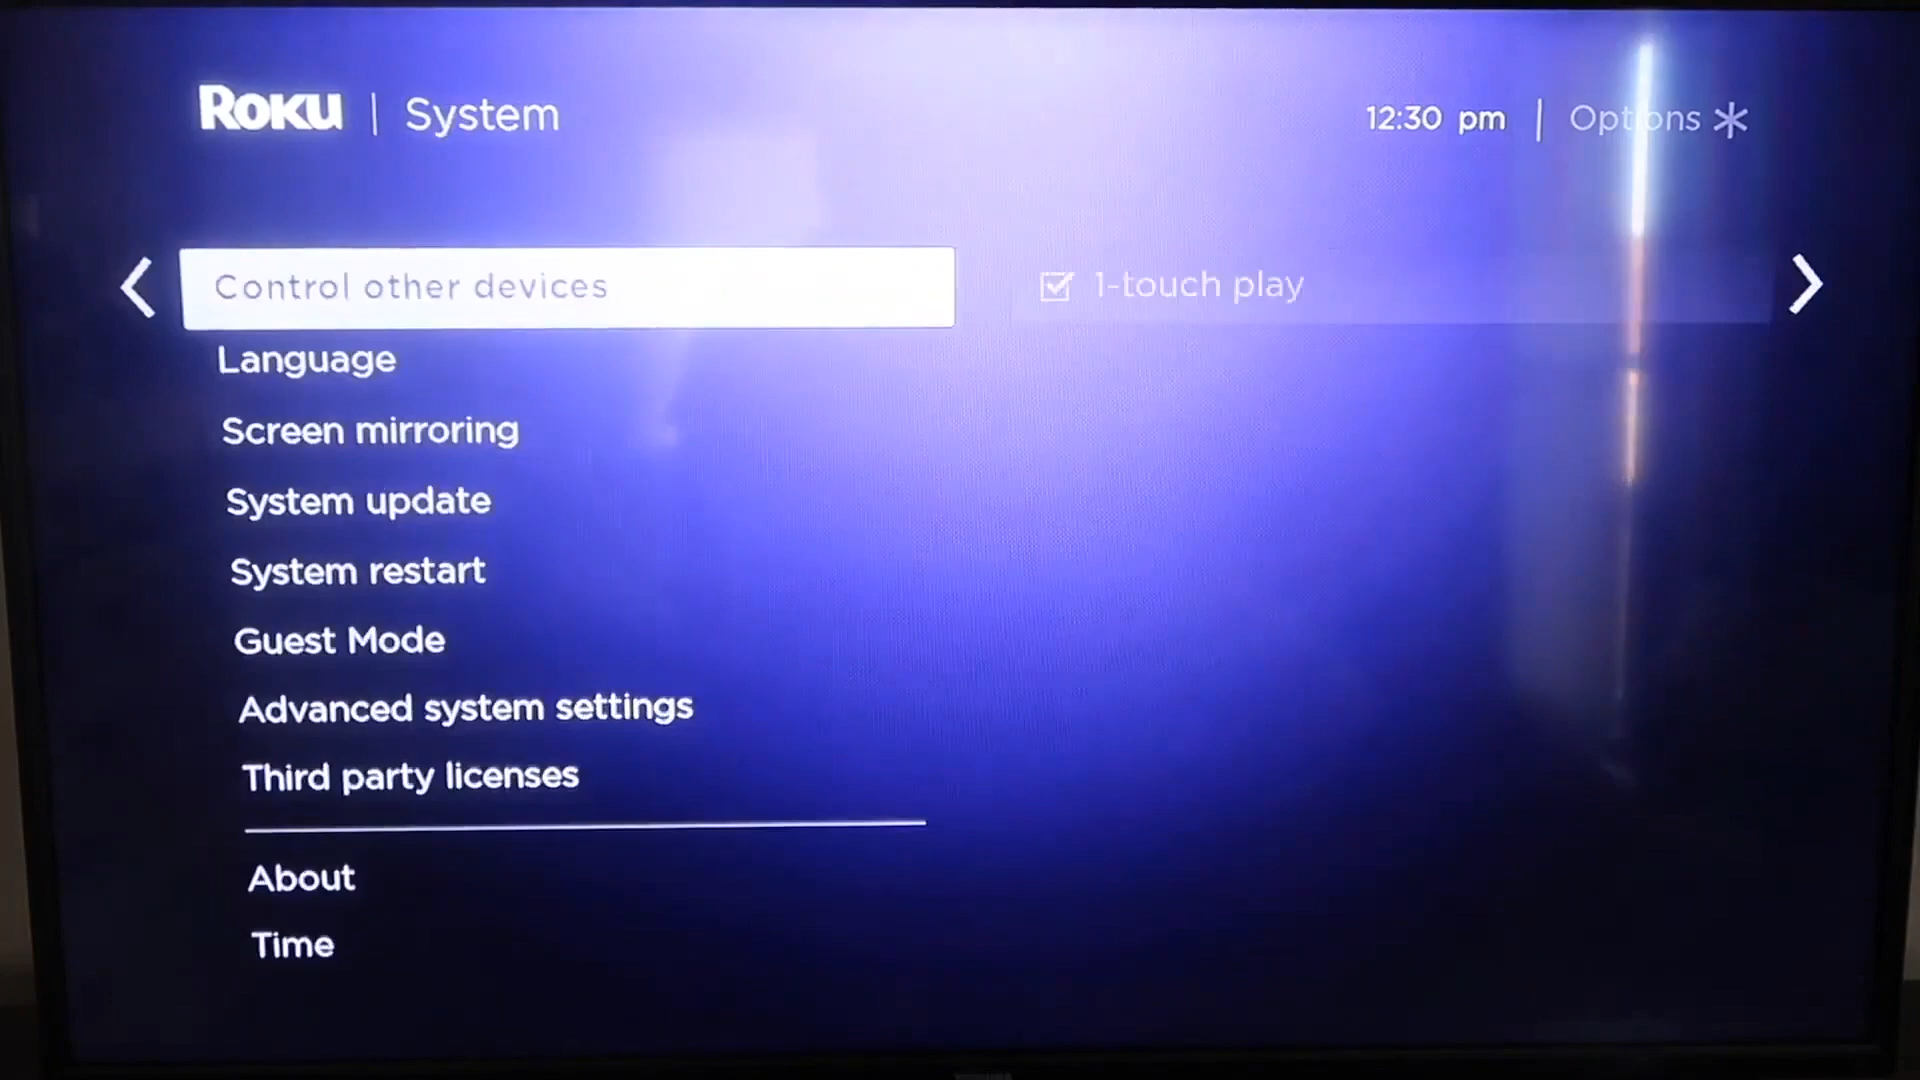 Roku | System
12:30 pm | Options *
Control other devices
1-touch play
Language
Screen mirroring
System update
System restart
Guest Mode
Advanced system settings
Third party licenses
About
Time